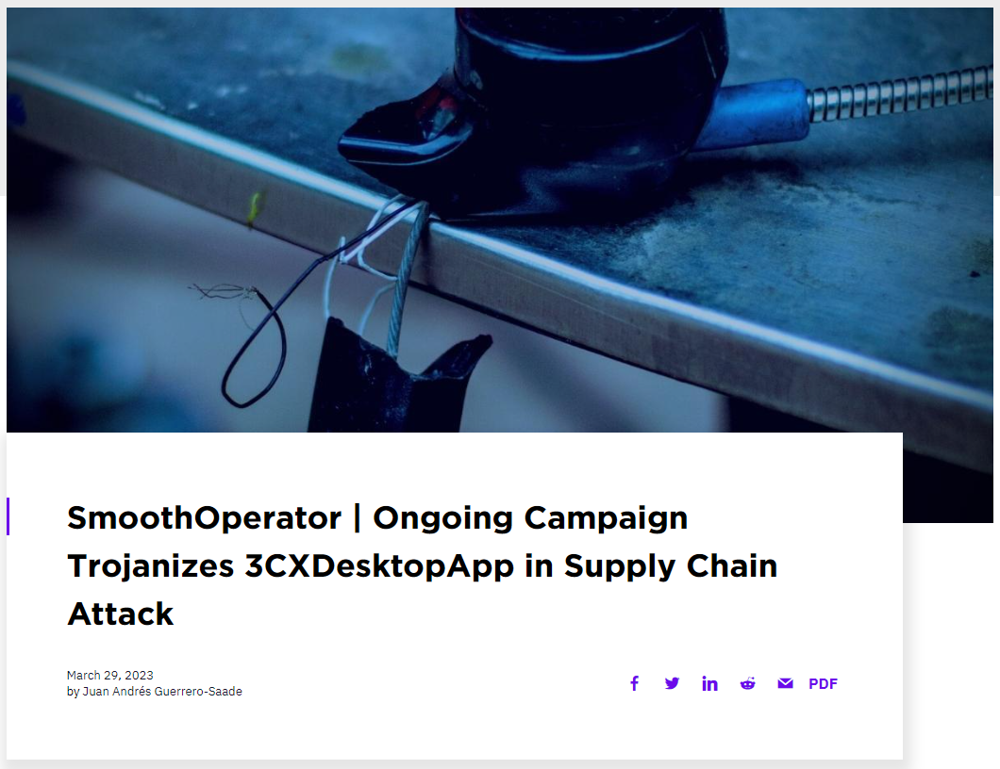 SmoothOperator | Ongoing Campaign
Trojanizes 3CXDesktopApp in Supply Chain
Attack
March 29, 2023
by Juan Andrés Guerrero-Saade
PDF